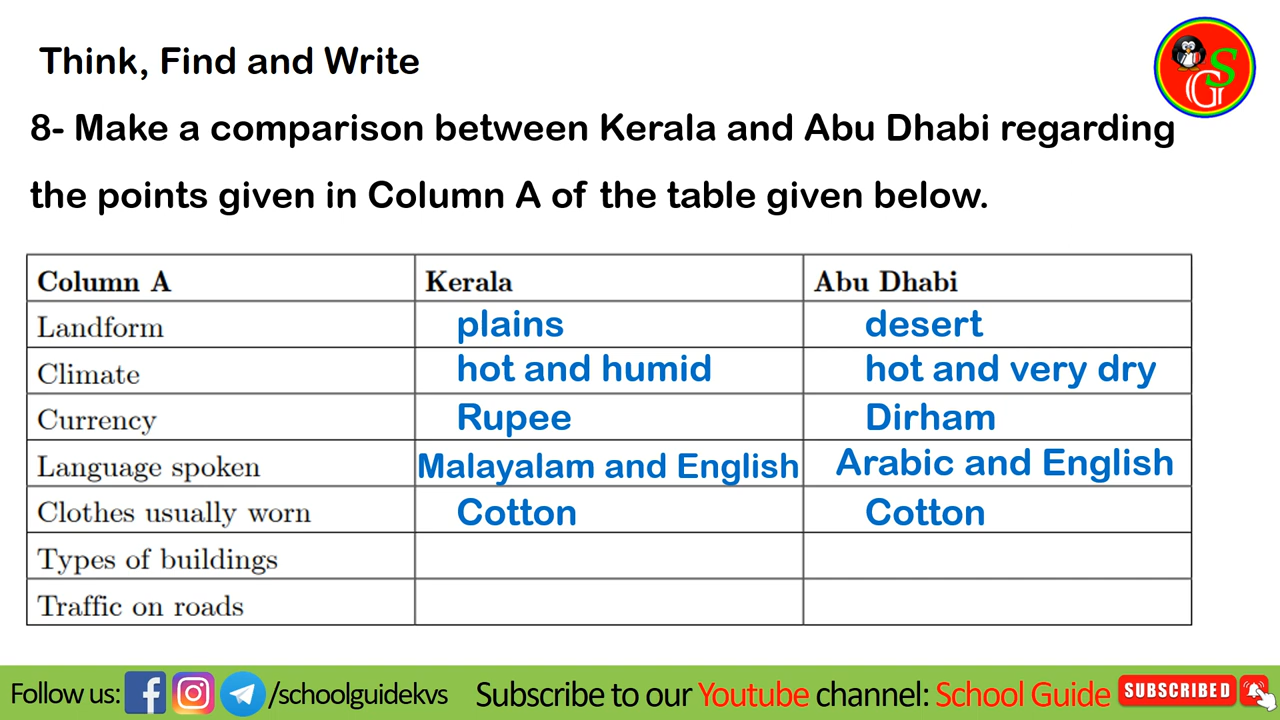 Think, Find and Write
SG
8- Make a comparison between Kerala and Abu Dhabi regarding
the points given in Column A of the table given below.
Column A Kerala Abu Dhabi
Landform plains desert
Climate hot and humid hot and very dry
Currency Rupee Dirham
Language spoken Malayalam and English Arabic and English
Clothes usually worn Cotton Cotton
Types of buildings
Traffic on roads
Follow us: /schoolguidekvs Subscribe to our Youtube channel: School Guide SUBSCRIBED